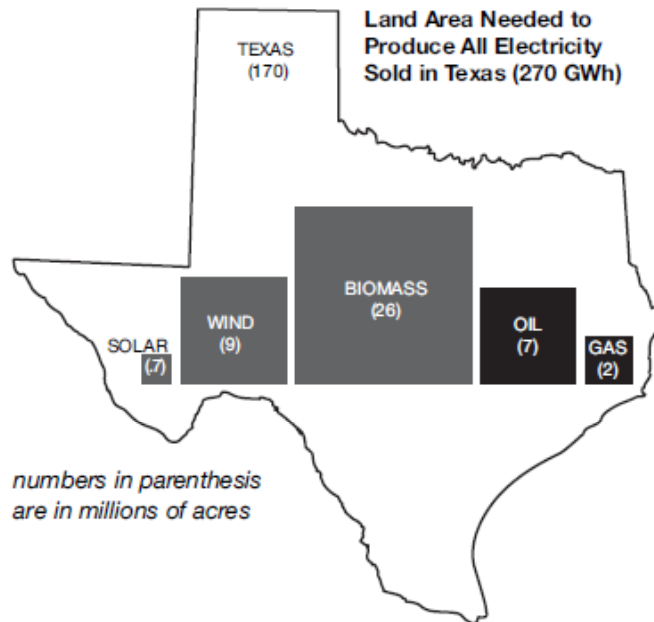 Land Area Needed to
Produce All Electricity
Sold in Texas (270 GWh)
TEXAS
(170)
SOLAR
(.7)
WIND
(9)
BIOMASS
(26)
OIL
(7)
GAS
(2)
numbers in parenthesis
are in millions of acres